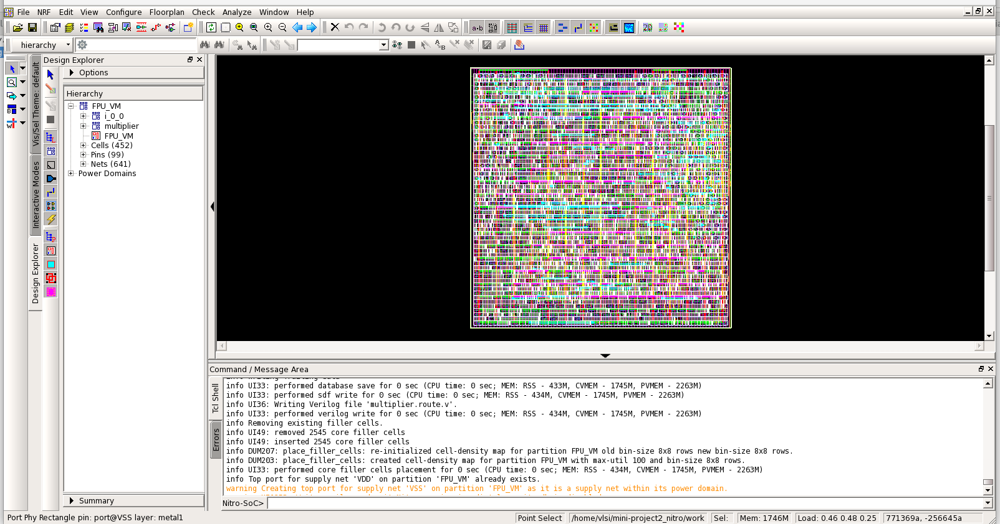 File NRF Edit View Configure Floorplan Check Analyze Window Help
a·b
hierarchy
Design Explorer
Options
Hierarchy
FPU_VM
i_0_0
multiplier
FPU_VM
Cells (452)
Pins (99)
Nets (641)
Power Domains
Summary
Vis/Sel Theme: default
Interactive Modes
Design Explorer
Command / Message Area
Tcl Shell
Errors
info UI33: performed database save for 0 sec (CPU time: 0 sec; MEM: RSS - 433M, CVMEM - 1745M, PVMEM - 2263M)
info UI33: performed sdf write for 0 sec (CPU time: 0 sec; MEM: RSS - 434M, CVMEM - 1745M, PVMEM - 2263M)
info UI36: Writing Verilog file 'multiplier.route.v'.
info UI33: performed verilog write for 0 sec (CPU time: 0 sec; MEM: RSS - 434M, CVMEM - 1745M, PVMEM - 2263M)
info Removing existing filler cells.
info UI49: removed 2545 core filler cells
info UI49: inserted 2545 core filler cells
info DUM207: place_filler_cells: re-initialized cell-density map for partition FPU_VM old bin-size 8x8 rows new bin-size 8x8 rows.
info DUM203: place_filler_cells: created cell-density map for partition FPU_VM with max-util 100 and bin-size 8x8 rows.
info UI33: performed core filler cells placement for 0 sec (CPU time: 0 sec; MEM: RSS - 434M, CVMEM - 1745M, PVMEM - 2263M)
info Top port for supply net 'VDD' on partition 'FPU_VM' already exists.
warning Creating top port for supply net 'VSS' on partition 'FPU_VM' as it is a supply net within its power domain.
Nitro-SoC>
Port Phy Rectangle pin: port@VSS layer: metal1
Point Select
/home/vlsi/mini-project2_nitro/work
Sel:
Mem: 1746M
Load: 0.46 0.48 0.25
771369a, -256645a